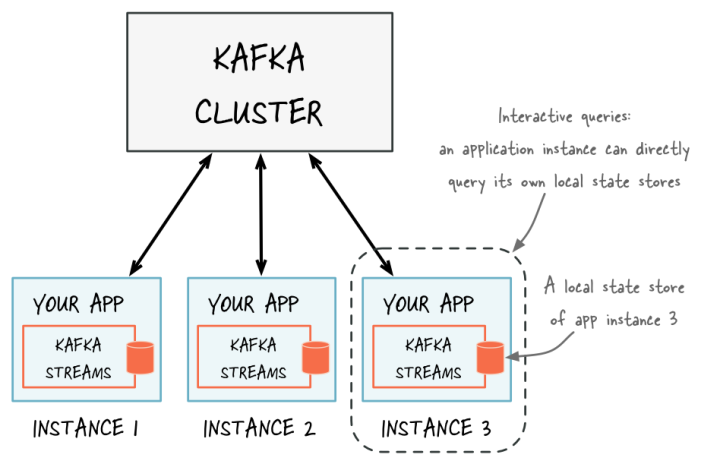 KAFKA
CLUSTER
Interactive queries:
an application instance can directly
query its own local state stores
YOUR APP
KAFKA
STREAMS
INSTANCE 1
YOUR APP
KAFKA
STREAMS
INSTANCE 2
YOUR APP
KAFKA
STREAMS
INSTANCE 3
A local state store
of app instance 3